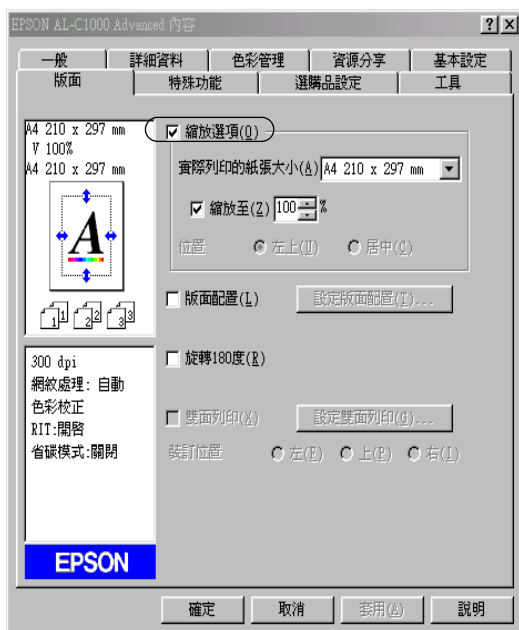 EPSON AL-C1000 Advanced 內容
一般 詳細資料 色彩管理 資源分享 基本設定
版面 特殊功能 選購品設定 工具
A4 210 x 297 mm
V 100%
A4 210 x 297 mm
A
1 1 2 2 3 3
縮放選項(O)
實際列印的紙張大小(A) A4 210 x 297 mm
縮放至(Z) 100 %
位置 左上(U) 居中(C)
版面配置(L) 設定版面配置(T)...
旋轉180度(R)
雙面列印(X) 設定雙面列印(G)...
裝訂位置 左(E) 上(P) 右(I)
300 dpi
網紋處理: 自動
色彩校正
RIT:開啓
省碳模式:關閉
EPSON
確定 取消 套用(A) 說明